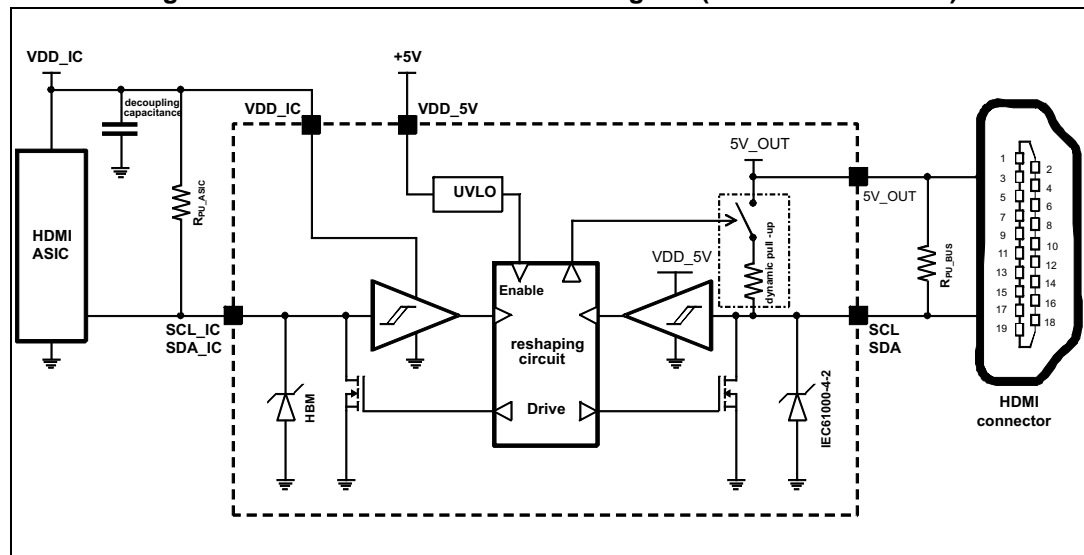 VDD_IC
decoupling
capacitance
R_PU_ASIC
HDMI
ASIC
VDD_IC
+5V
VDD_5V
UVLO
5V_OUT
5V_OUT
dynamic pull -up
VDD_5V
Enable
reshaping
circuit
Drive
SCL_IC
SDA_IC
HBM
IEC61000-4-2
SCL
SDA
R_PU_BUS
1
2
3
4
5
6
7
8
9
10
11
12
13
14
15
16
17
18
19
HDMI
connector